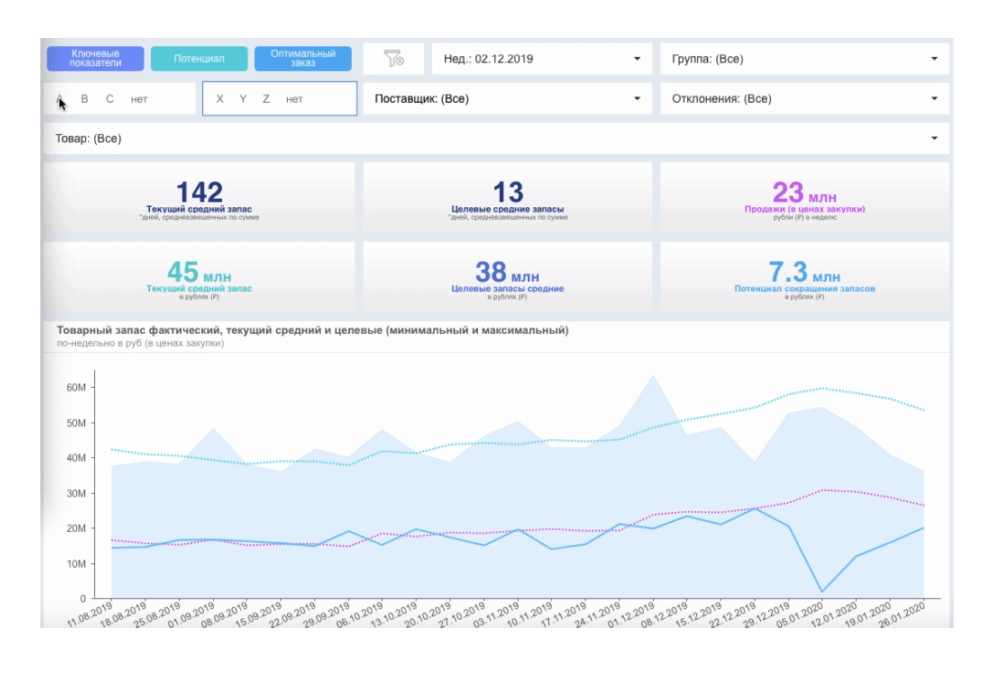 Ключевые показатели
Потенциал
Оптимальный заказ
Нед.: 02.12.2019
Группа: (Все)
A B C нет
X Y Z нет
Поставщик: (Все)
Отклонения: (Все)
Товар: (Все)
142
Текущий средний запас
*дней, средневзвешенных по сумме
13
Целевые средние запасы
*дней, средневзвешенных по сумме
23 млн
Продажи (в ценах закупки)
рубли (₽) в неделю
45 млн
Текущий средний запас
в рублях (₽)
38 млн
Целевые запасы средние
в рублях (₽)
7.3 млн
Потенциал сокращения запасов
в рублях (₽)
Товарный запас фактический, текущий средний и целевые (минимальный и максимальный)
по-недельно в руб (в ценах закупки)
60M
50M
40M
30M
20M
10M
0
11.08.2019
18.08.2019
25.08.2019
01.09.2019
08.09.2019
15.09.2019
22.09.2019
29.09.2019
06.10.2019
13.10.2019
20.10.2019
27.10.2019
03.11.2019
10.11.2019
17.11.2019
24.11.2019
01.12.2019
08.12.2019
15.12.2019
22.12.2019
29.12.2019
05.01.2020
12.01.2020
19.01.2020
26.01.2020